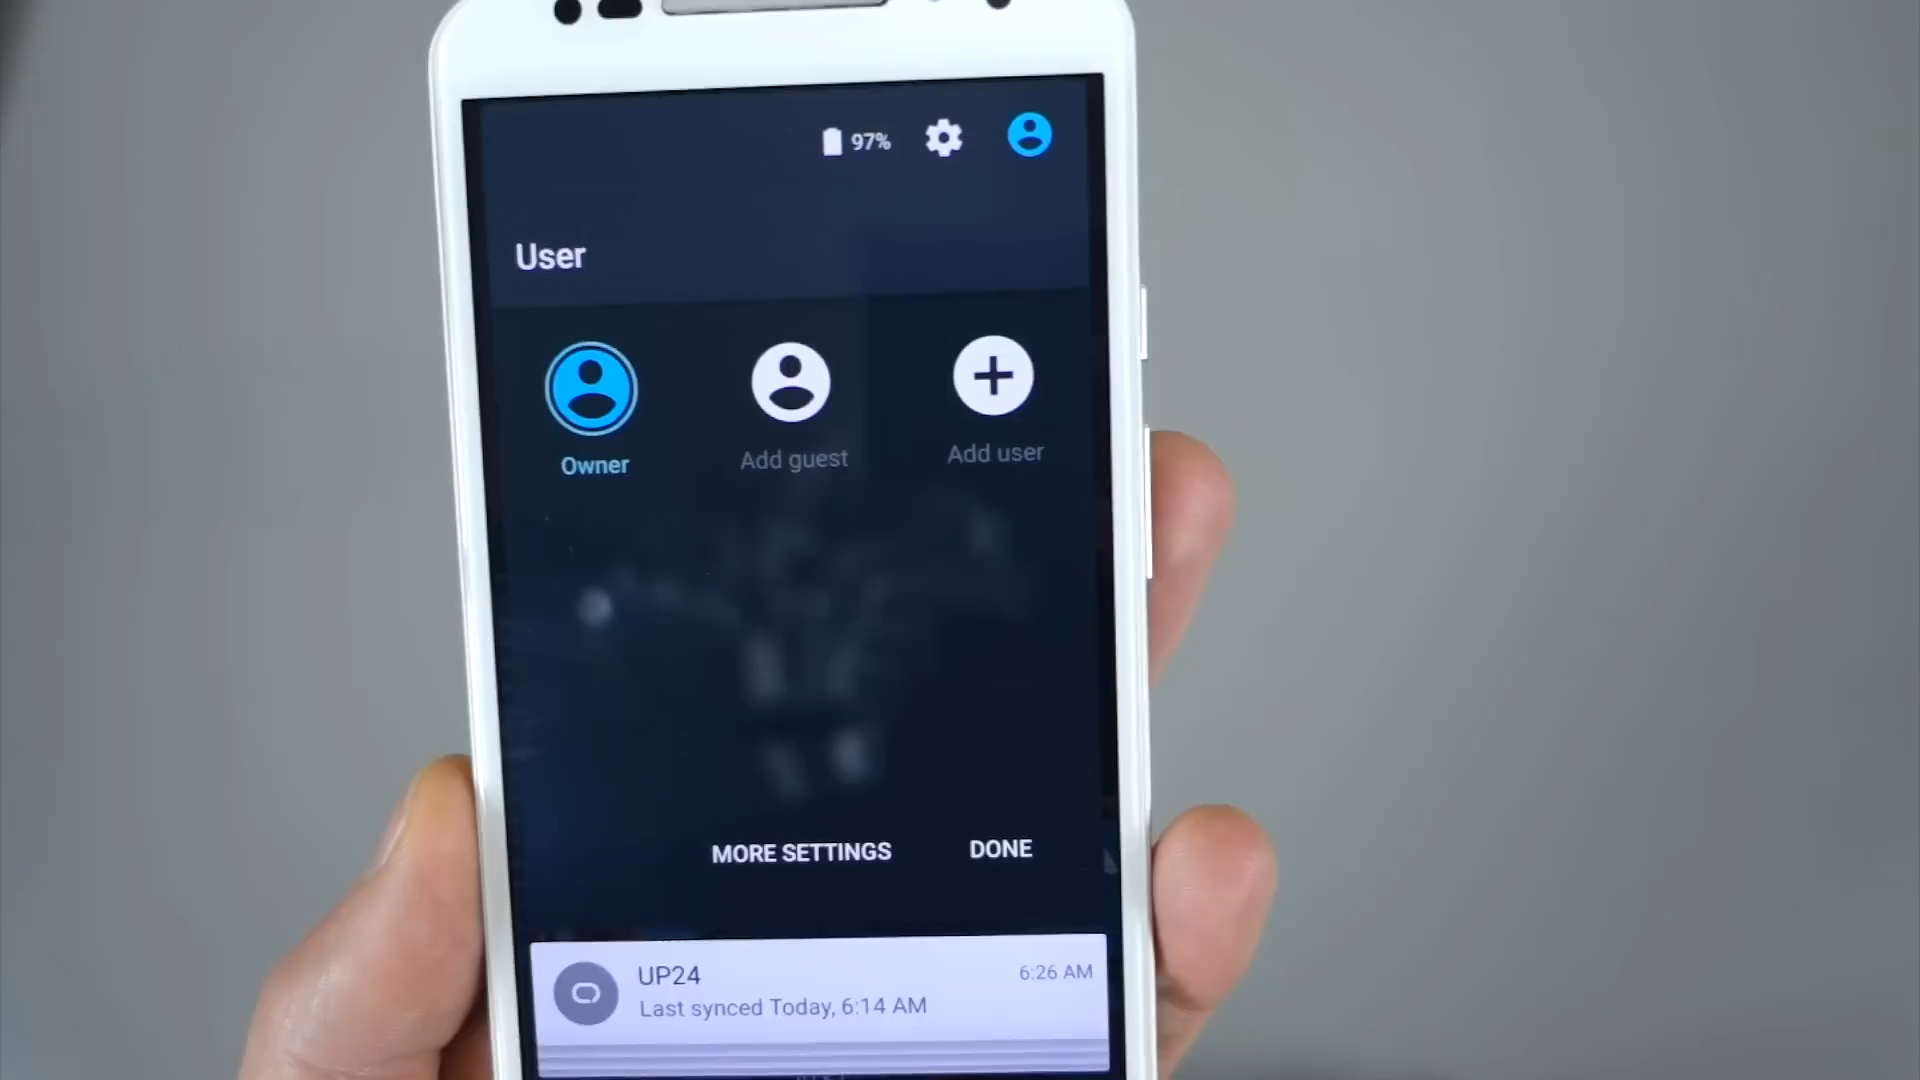 97%
User
Owner
Add guest
Add user
MORE SETTINGS
DONE
UP24
6:26 AM
Last synced Today, 6:14 AM